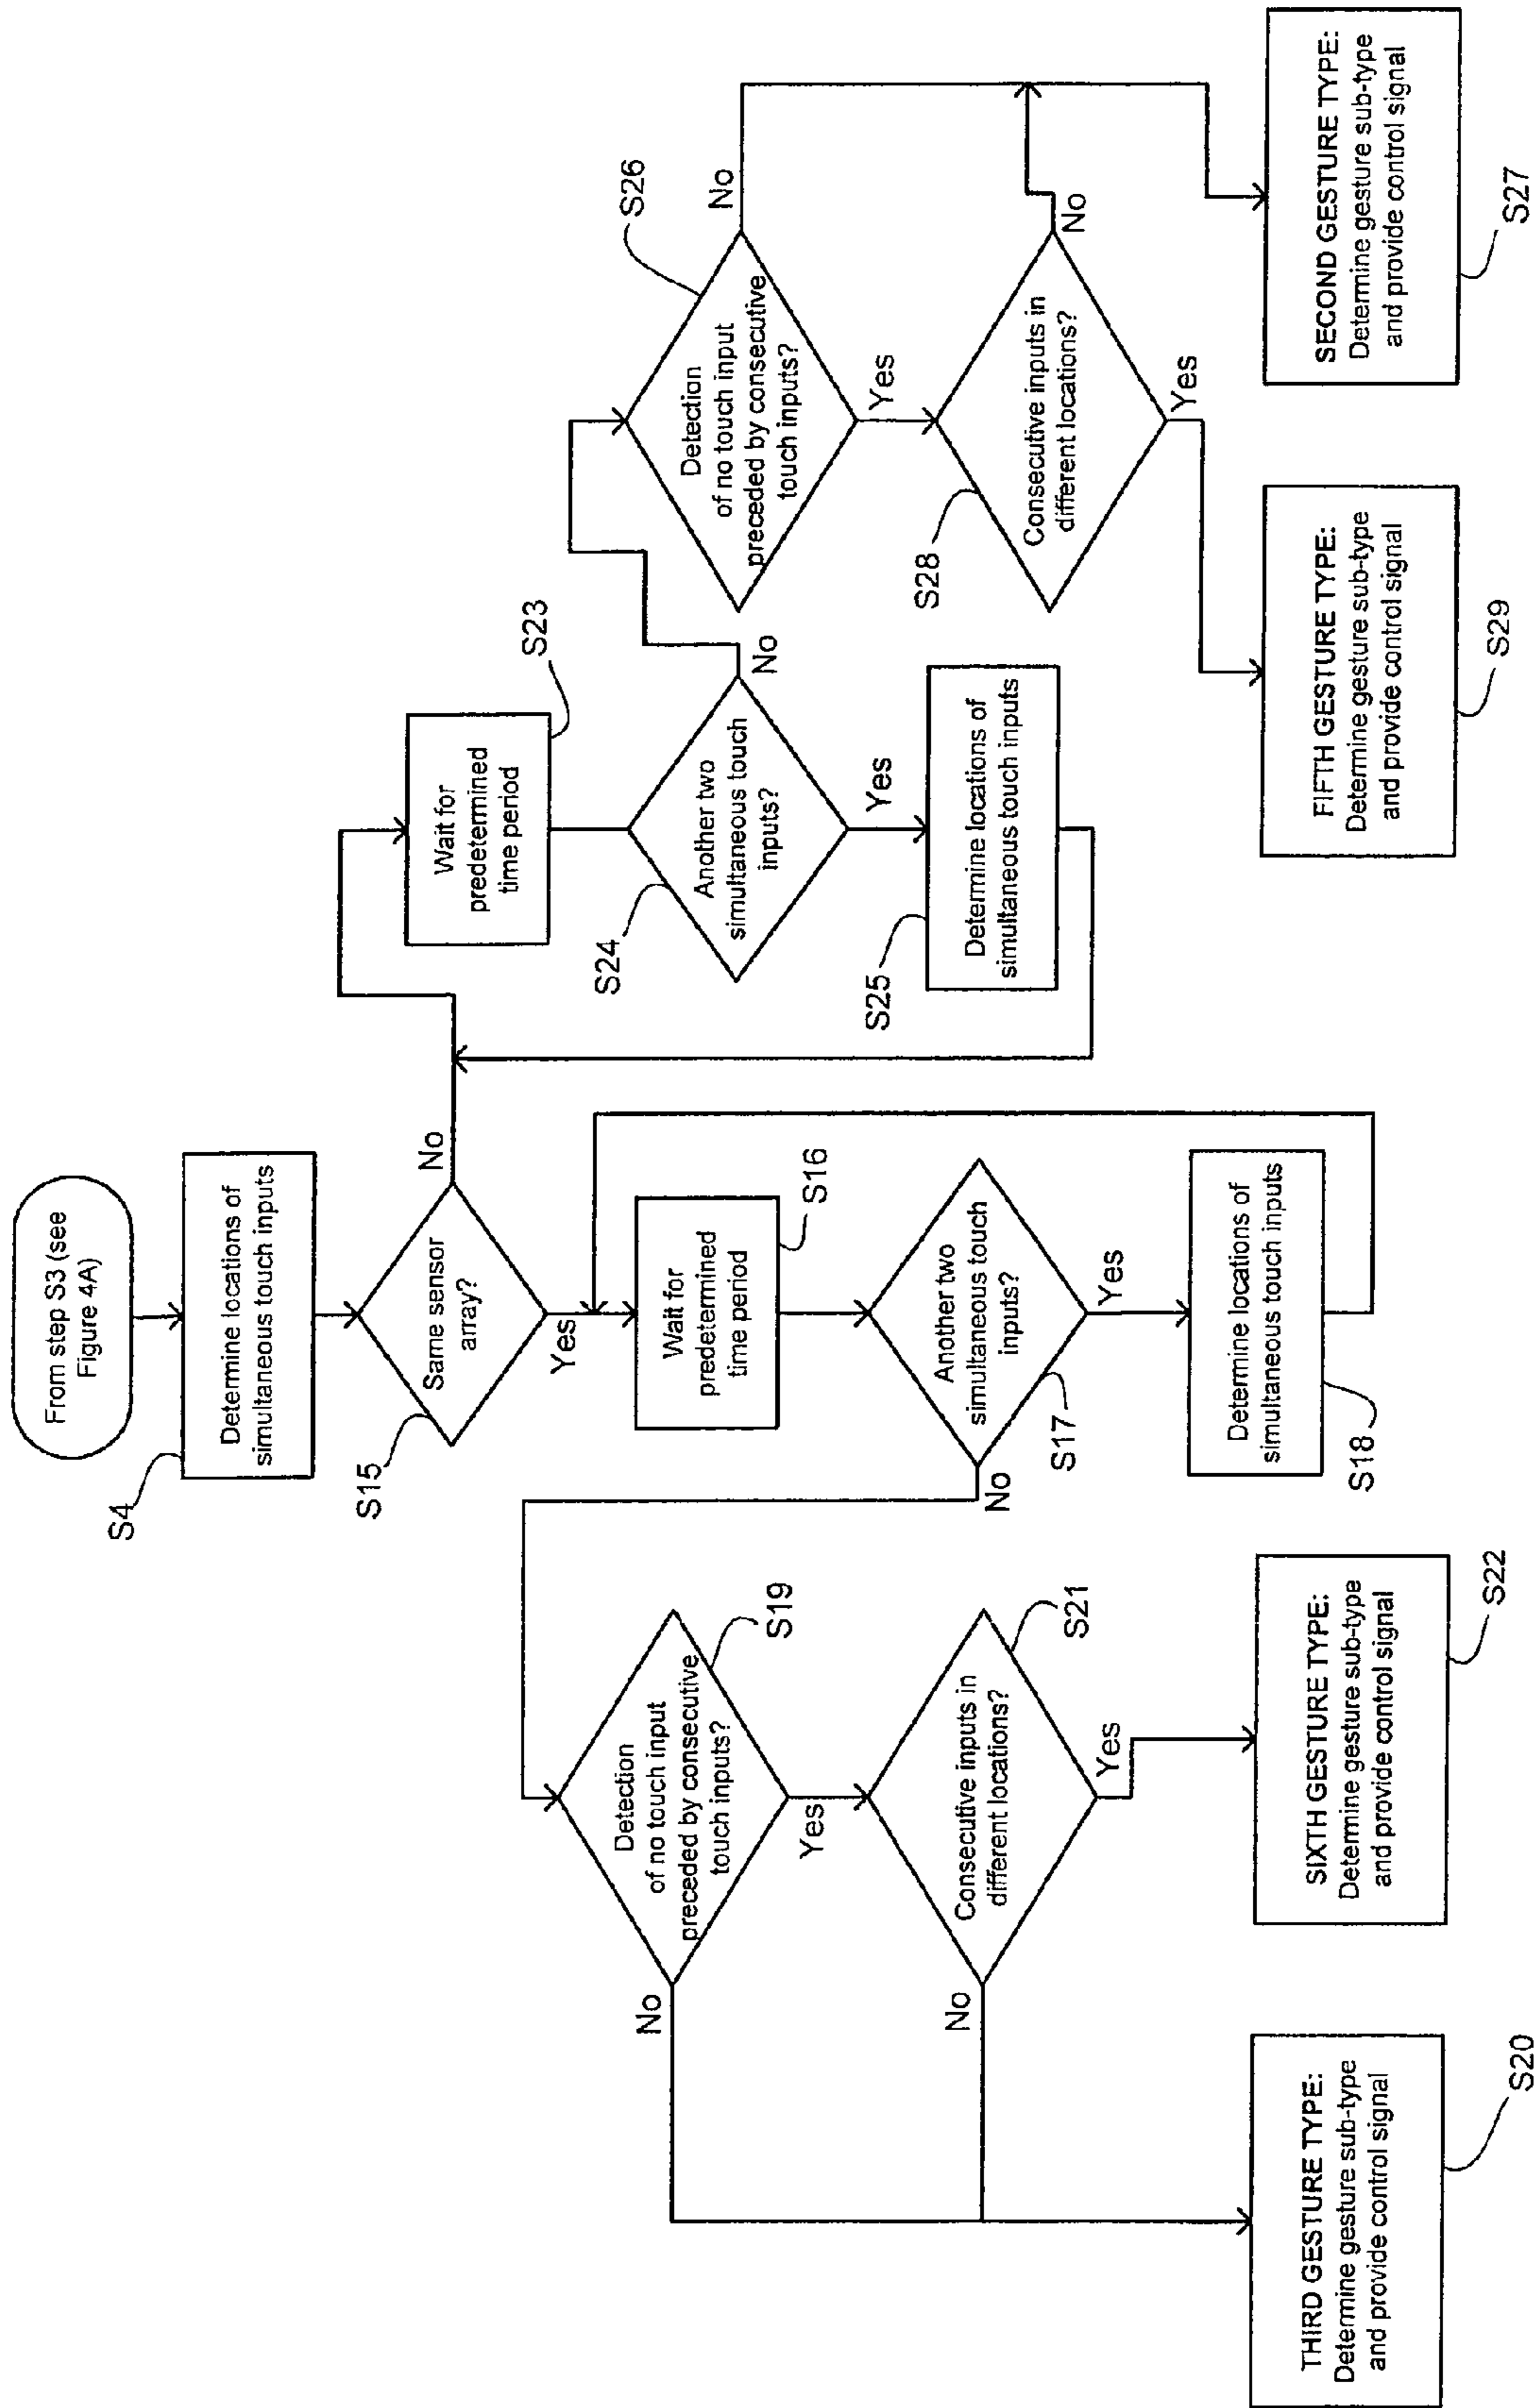 From step S3 (see
Figure 4A)
S4
Determine locations of
simultaneous touch inputs
S15
Same sensor
array?
No
Yes
Wait for
predetermined
time period
S16
Another two
simultaneous touch
inputs?
S17
No
Yes
Determine locations of
simultaneous touch inputs
S18
Detection
of no touch input
preceded by consecutive
touch inputs?
S19
No
Yes
Consecutive inputs in
different locations?
S21
No
Yes
THIRD GESTURE TYPE:
Determine gesture sub-type
and provide control signal
S20
SIXTH GESTURE TYPE:
Determine gesture sub-type
and provide control signal
S22
Wait for
predetermined
time period
S23
Another two
simultaneous touch
inputs?
S24
No
Yes
Determine locations of
simultaneous touch inputs
S25
Detection
of no touch input
preceded by consecutive
touch inputs?
S26
No
Yes
Consecutive inputs in
different locations?
S28
No
Yes
FIFTH GESTURE TYPE:
Determine gesture sub-type
and provide control signal
S29
SECOND GESTURE TYPE:
Determine gesture sub-type
and provide control signal
S27